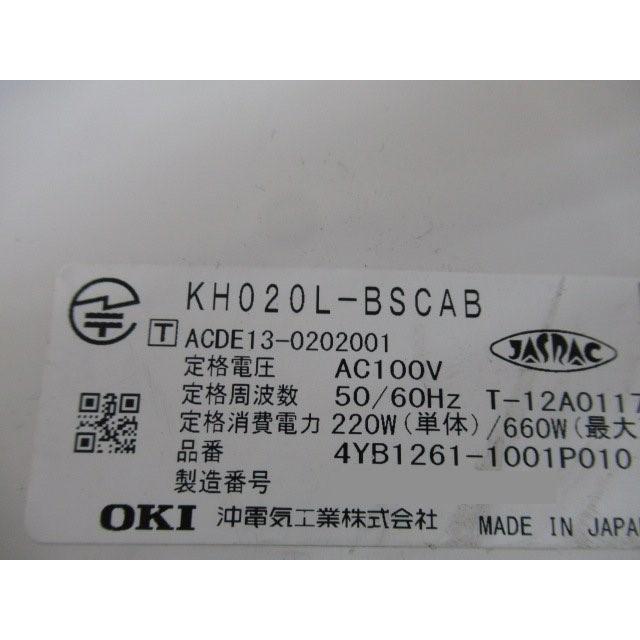 KH020L-BSCAB
T ACDE13-0202001
JASRAC
定格電圧 AC100V
定格周波数 50/60Hz T-12A0117
定格消費電力 220W(単体)/660W(最大
品番 4YB1261-1001P010
製造番号
OKI 沖電気工業株式会社 MADE IN JAPAN